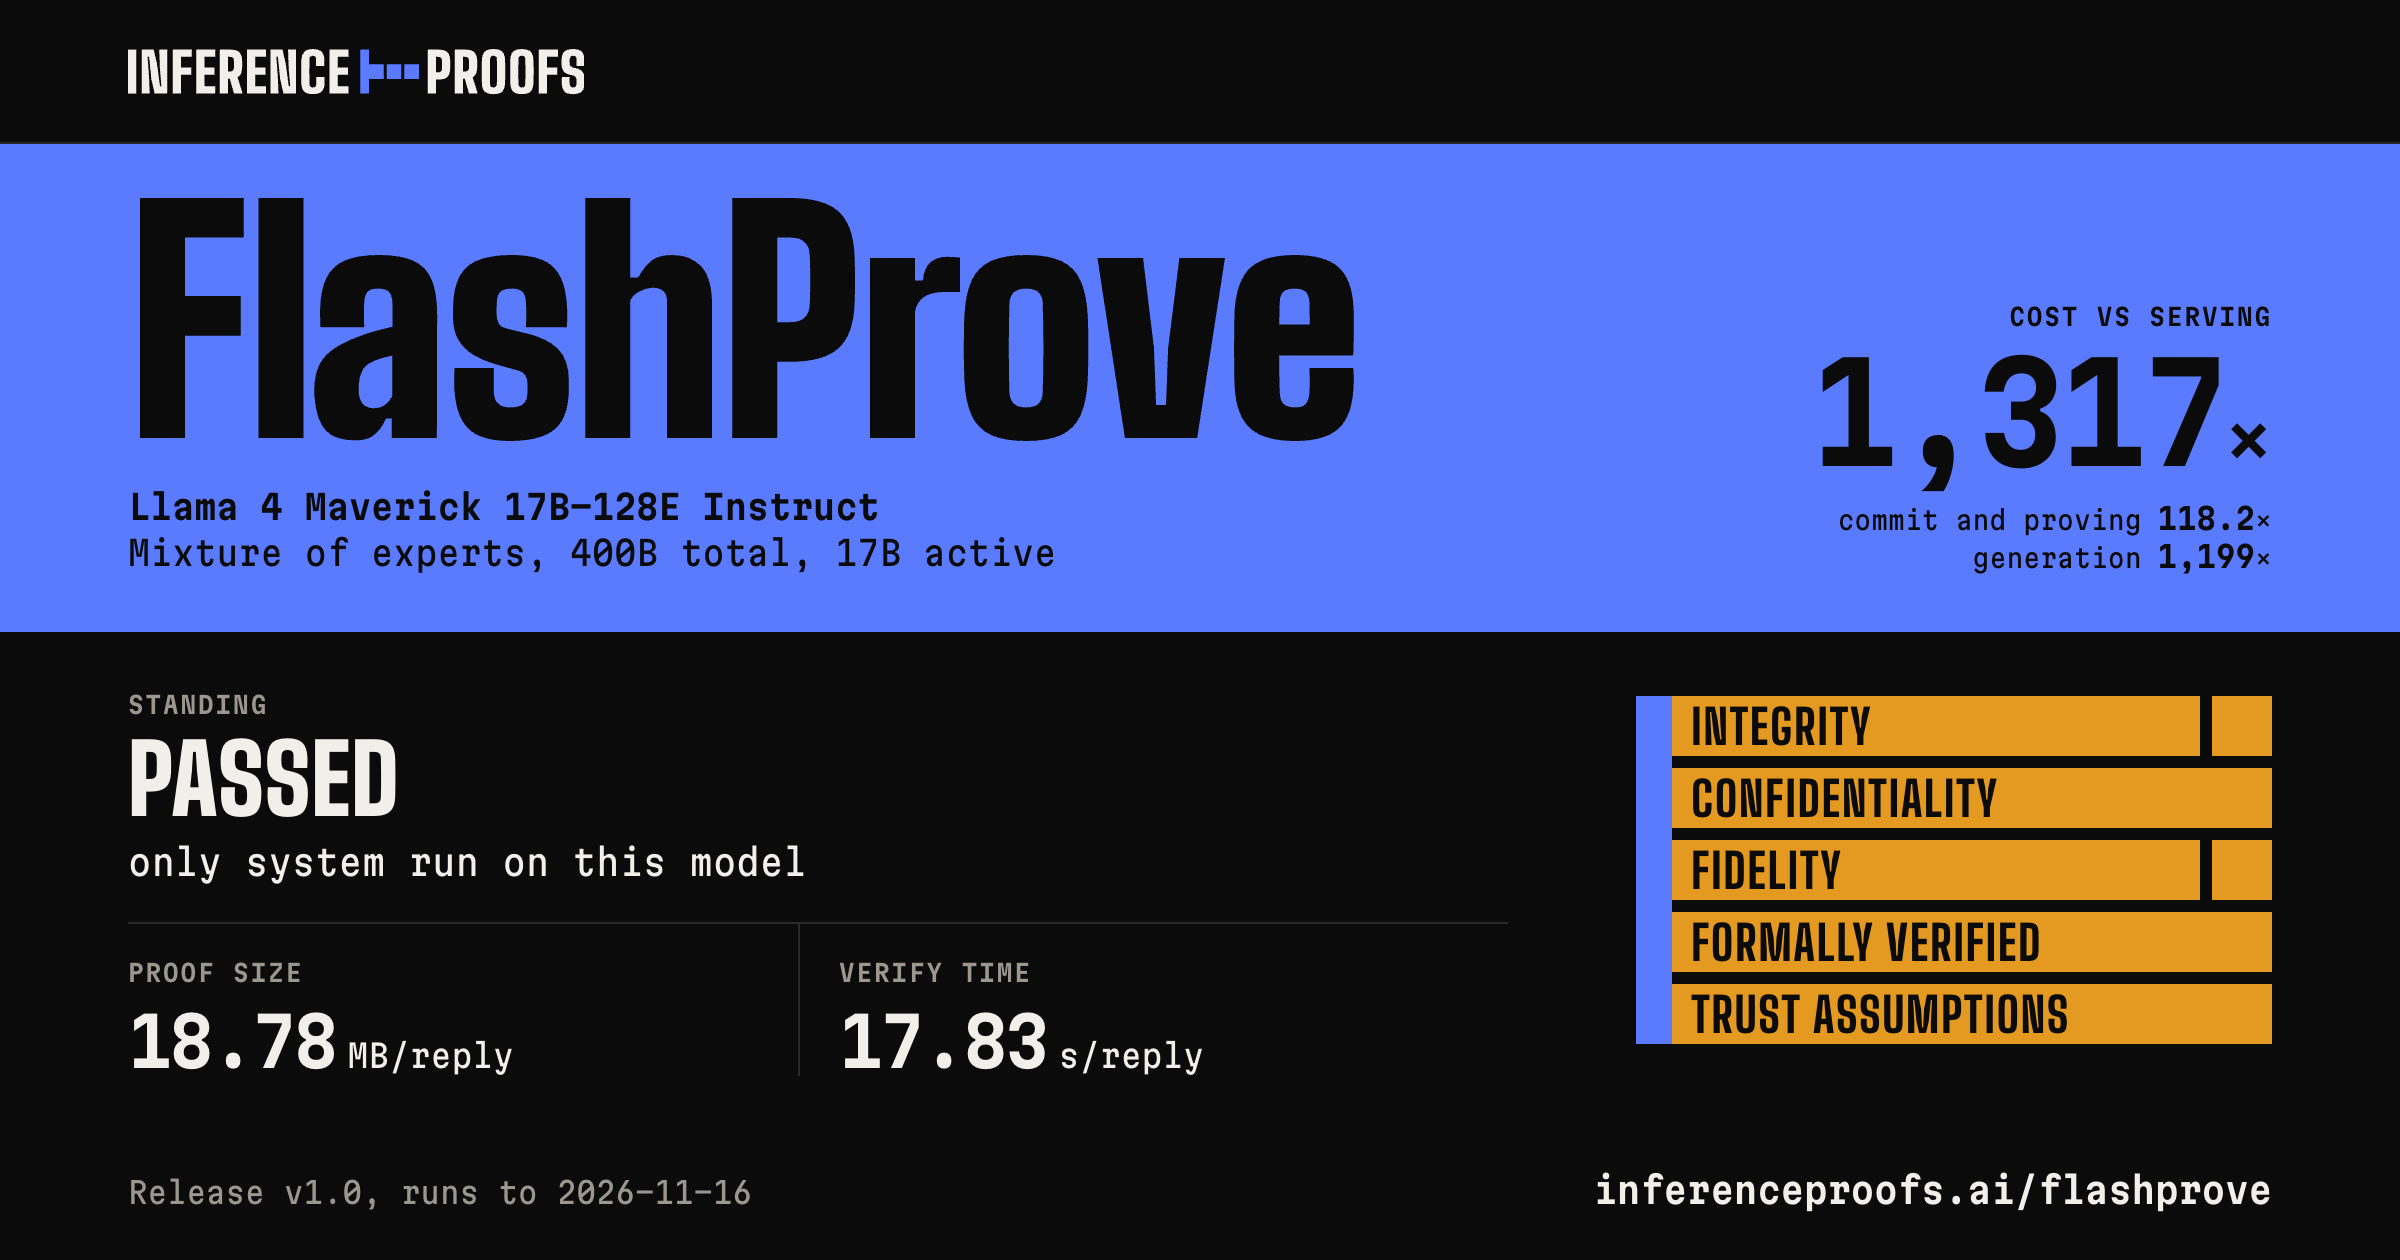 INFERENCE PROOFS
FlashProve
Llama 4 Maverick 17B-128E Instruct
Mixture of experts, 400B total, 17B active
COST VS SERVING
1,317×
commit and proving 118.2×
generation 1,199×
STANDING
PASSED
only system run on this model
PROOF SIZE
18.78 MB/reply
VERIFY TIME
17.83 s/reply
INTEGRITY
CONFIDENTIALITY
FIDELITY
FORMALLY VERIFIED
TRUST ASSUMPTIONS
Release v1.0, runs to 2026-11-16
inferenceproofs.ai/flashprove